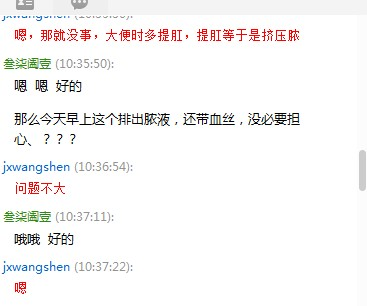 jxwangshen
嗯，那就没事，大便时多提肛，提肛等于是挤压脓
叁柒阖壹 (10:35:50):
嗯 嗯 好的
那么今天早上这个排出脓液，还带血丝，没必要担
心、？？？
jxwangshen (10:36:54):
问题不大
叁柒阖壹 (10:37:11):
哦哦 好的
jxwangshen (10:37:22):
嗯